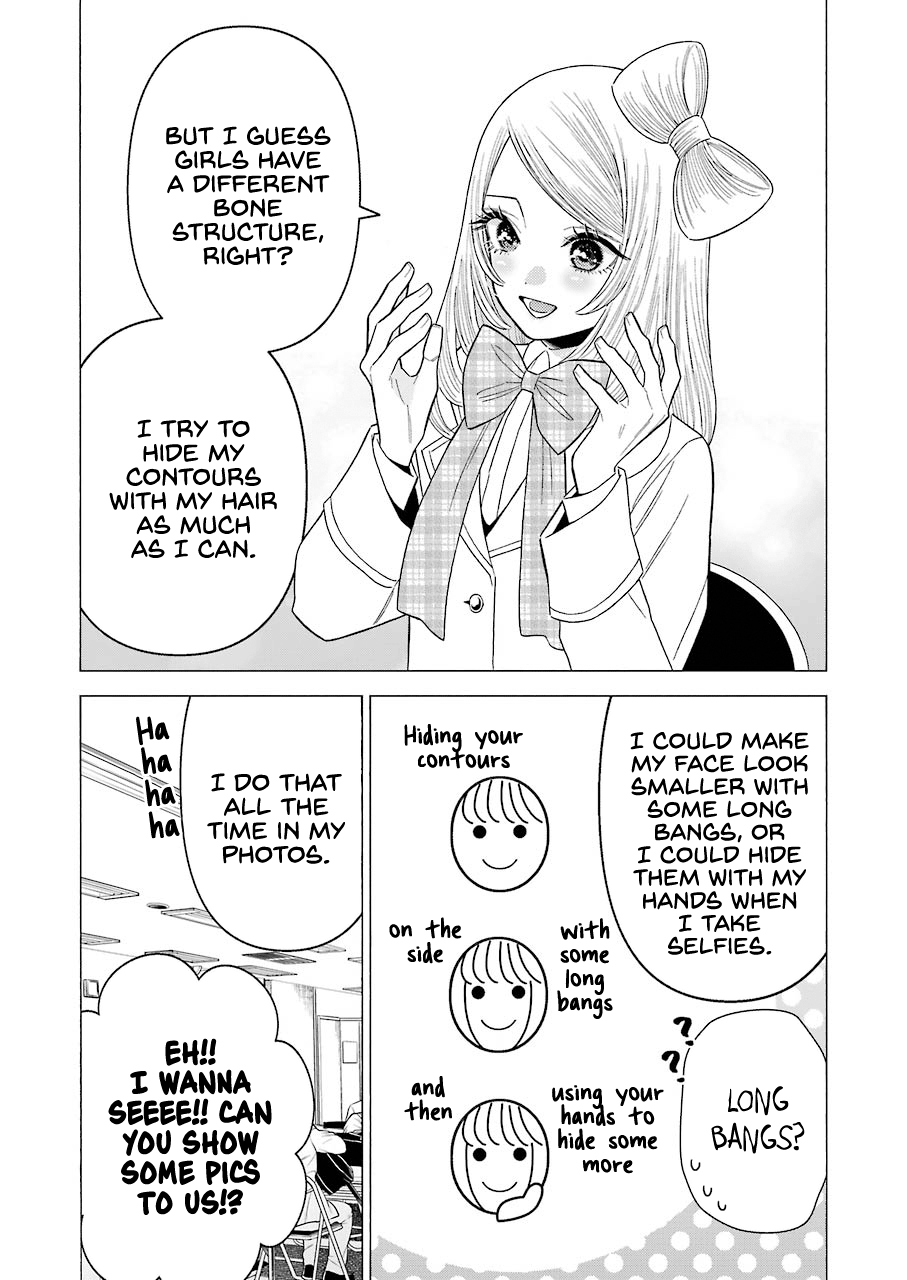 BUT I GUESS
GIRLS HAVE
A DIFFERENT
BONE
STRUCTURE,
RIGHT?
I TRY TO
HIDE MY
CONTOURS
WITH MY HAIR
AS MUCH
AS I CAN.
I COULD MAKE
MY FACE LOOK
SMALLER WITH
SOME LONG
BANGS, OR
I COULD HIDE
THEM WITH MY
HANDS WHEN
I TAKE
SELFIES.
Hiding your
contours
on the
side
with
some
long
bangs
and
then
using your
hands to
hide some
more
?
?
LONG
BANGS?
I DO THAT
ALL THE
TIME IN MY
PHOTOS.
Ha
ha
ha
ha
EH!!
I WANNA
SEEEE!! CAN
YOU SHOW
SOME PICS
TO US!?